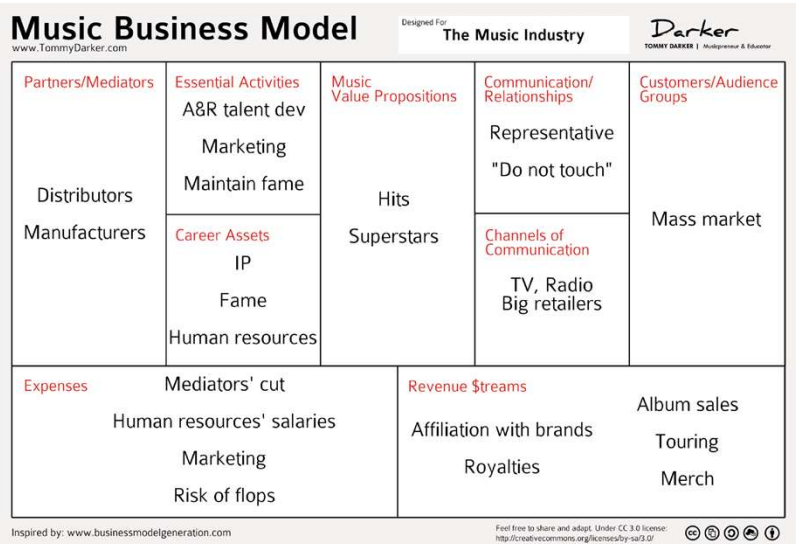 Music Business Model
www.TommyDarker.com
Designed For
The Music Industry
Darker
TOMMY DARKER | Musicpreneur & Educator
Partners/Mediators
Distributors
Manufacturers
Essential Activities
A&R talent dev
Marketing
Maintain fame
Career Assets
IP
Fame
Human resources
Music
Value Propositions
Hits
Superstars
Communication/
Relationships
Representative
"Do not touch"
Channels of
Communication
TV, Radio
Big retailers
Customers/Audience
Groups
Mass market
Expenses
Mediators' cut
Human resources' salaries
Marketing
Risk of flops
Revenue $treams
Affiliation with brands
Royalties
Album sales
Touring
Merch
Inspired by: www.businessmodelgeneration.com
Feel free to share and adapt. Under CC 3.0 license:
http://creativecommons.org/licenses/by-sa/3.0/